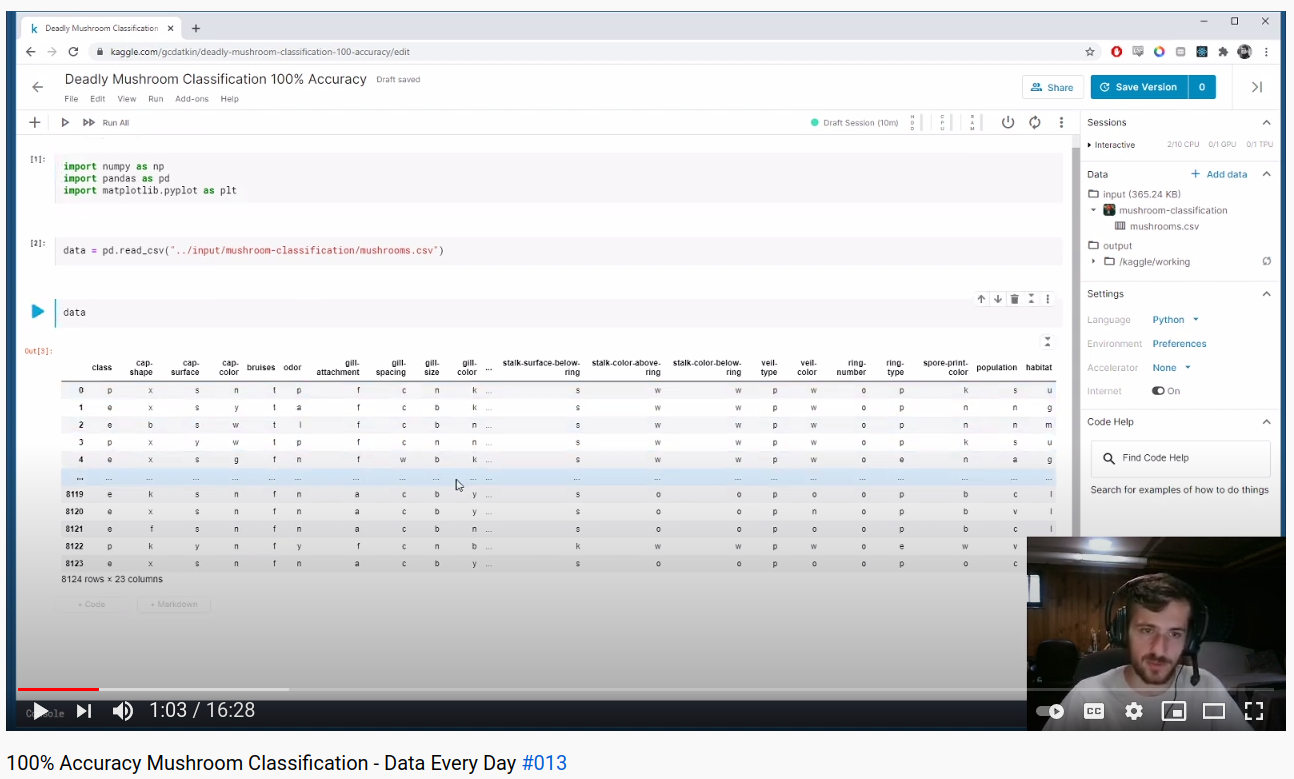 k Deadly Mushroom Classification
kaggle.com/gcdatkin/deadly-mushroom-classification-100-accuracy/edit
Deadly Mushroom Classification 100% Accuracy Draft saved
Share Save Version 0
File Edit View Run Add-ons Help
Run All
Draft Session (10m) HDD CPU RAM
[1]:
import numpy as np
import pandas as pd
import matplotlib.pyplot as plt
[2]:
data = pd.read_csv("../input/mushroom-classification/mushrooms.csv")
data
Out[3]:
class cap-shape cap-surface cap-color bruises odor gill-attachment gill-spacing gill-size gill-color ... stalk-surface-below-ring stalk-color-above-ring stalk-color-below-ring veil-type veil-color ring-number ring-type spore-print-color population habitat
0 p x s n t p f c n k ... s w w p w o p k s u
1 e x s y t a f c b k ... s w w p w o p n n g
2 e b s w t l f c b n ... s w w p w o p n n m
3 p x y w t p f c n n ... s w w p w o p k s u
4 e x s g f n f w b k ... s w w p w o e n a g
... ... ... ... ... ... ... ... ... ... ... ... ... ... ... ... ... ... ... ... ... ...
8119 e k s n f n a c b y ... s o o p o o p b c l
8120 e x s n f n a c b y ... s o o p n o p b v l
8121 e f s n f n a c b n ... s o o p o o p b c l
8122 p k y n f y f c n b ... k w w p w o e w v
8123 e x s n f n a c b y ... s o o p o o p o c
8124 rows × 23 columns
+ Code + Markdown
Sessions
Interactive 2/10 CPU 0/1 GPU 0/1 TPU
Data + Add data
input (365.24 KB)
mushroom-classification
mushrooms.csv
output
/kaggle/working
Settings
Language Python
Environment Preferences
Accelerator None
Internet On
Code Help
Find Code Help
Search for examples of how to do things
Console
1:03 / 16:28
CC
100% Accuracy Mushroom Classification - Data Every Day #013